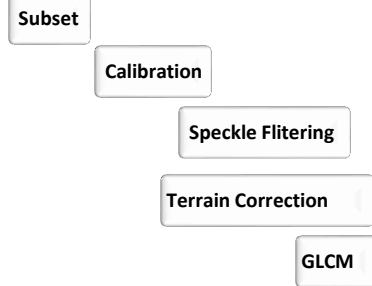 Subset
Calibration
Speckle Flitering
Terrain Correction
GLCM